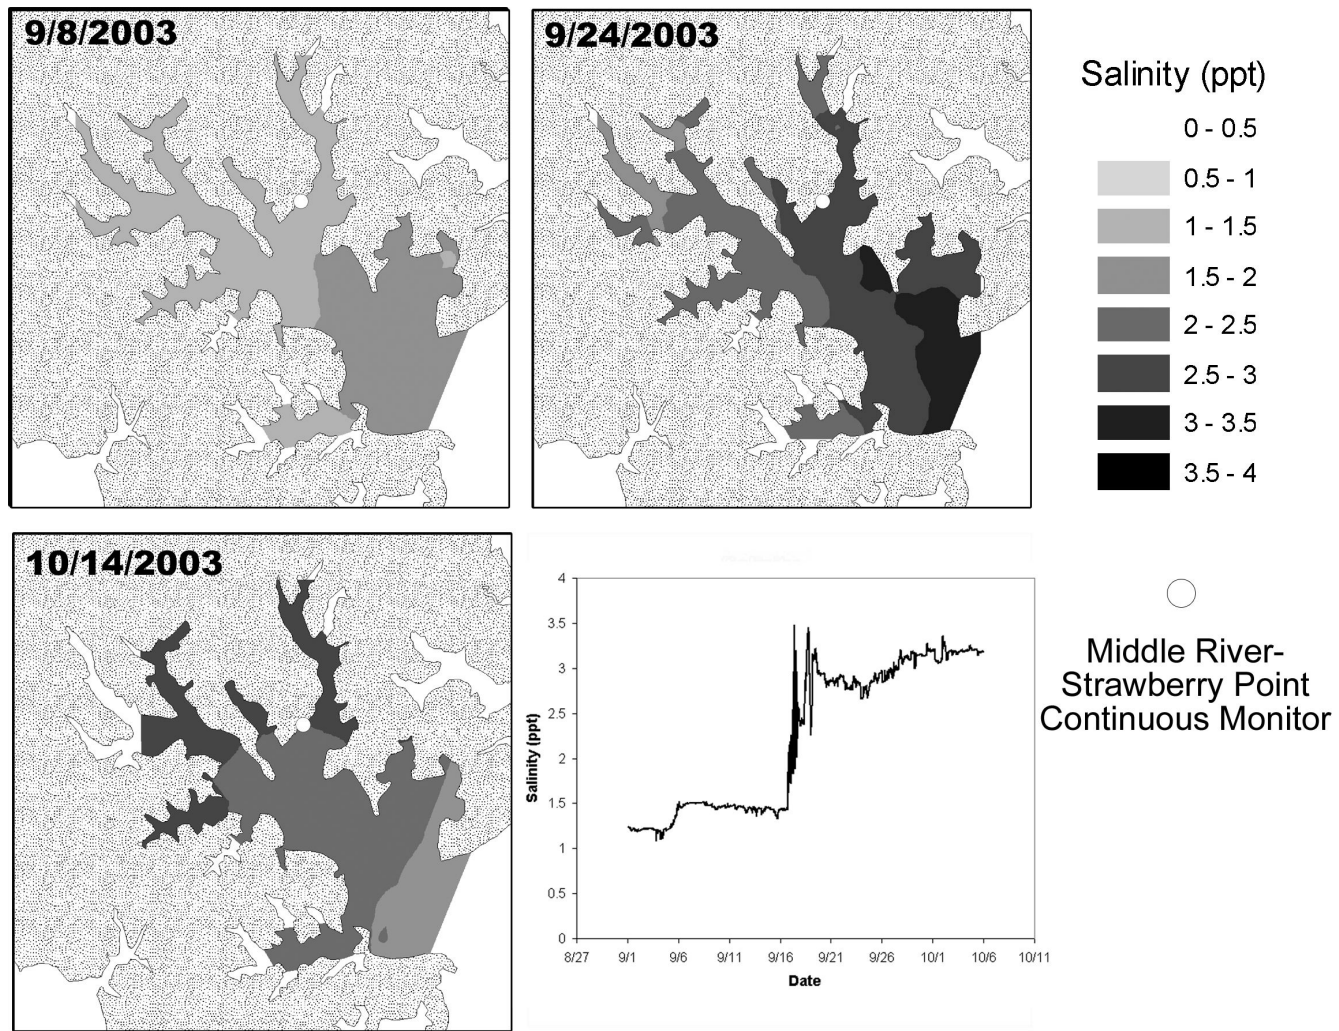 9/8/2003
9/24/2003
Salinity (ppt)
0 - 0.5
0.5 - 1
1 - 1.5
1.5 - 2
2 - 2.5
2.5 - 3
3 - 3.5
3.5 - 4
10/14/2003
4
3.5
3
2.5
2
1.5
1
0.5
0
Salinity (ppt)
8/27 9/1 9/6 9/11 9/16 9/21 9/26 10/1 10/6 10/11
Date
Middle River-
Strawberry Point
Continuous Monitor